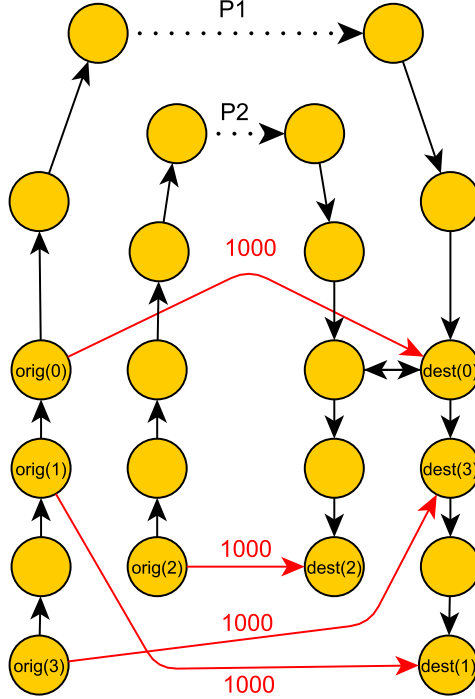 P1
P2
1000
orig(0)
dest(0)
orig(1)
dest(3)
1000
orig(2)
dest(2)
1000
orig(3)
dest(1)
1000